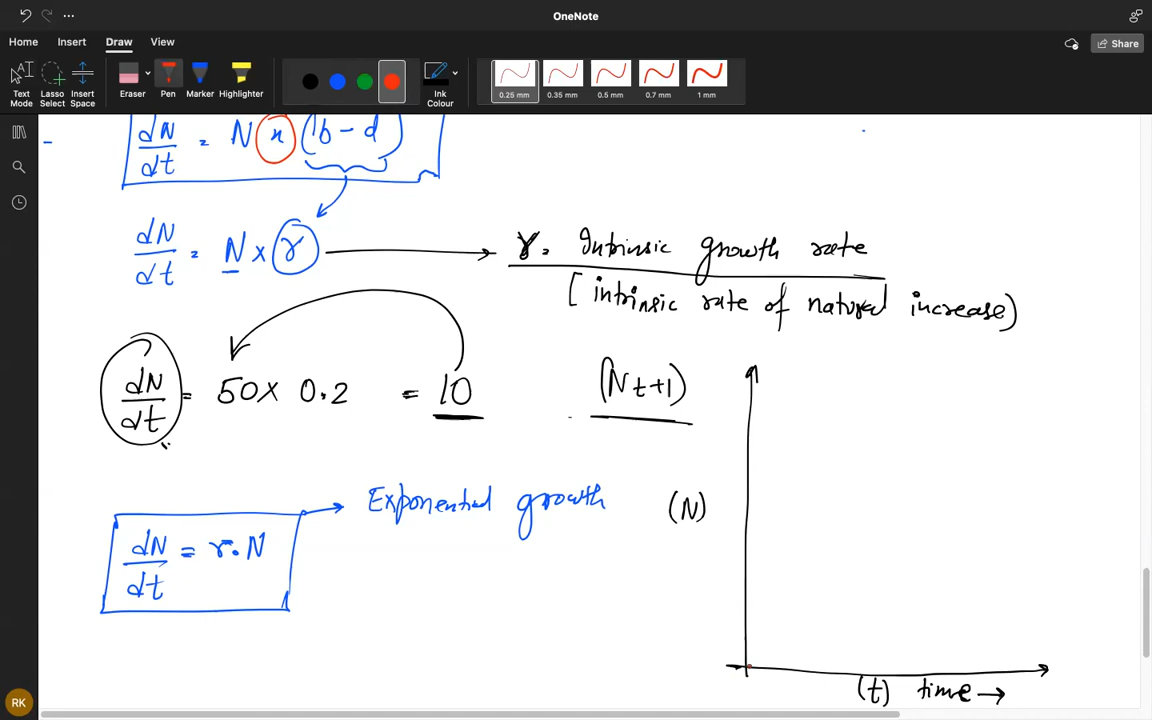 OneNote
Home Insert Draw View
Share
Text Mode
Lasso Select
Insert Space
Eraser
Pen
Marker
Highlighter
Ink Colour
0.25 mm 0.35 mm 0.5 mm 0.7 mm 1 mm
dN/dt = N x (b - d)
dN/dt = N x r
r = Intrinsic growth rate
[intrinsic rate of natural increase)
dN/dt = 50 x 0.2 = 10
(Nt+1)
Exponential growth
(N)
dN/dt = r.N
(t) time →
RK